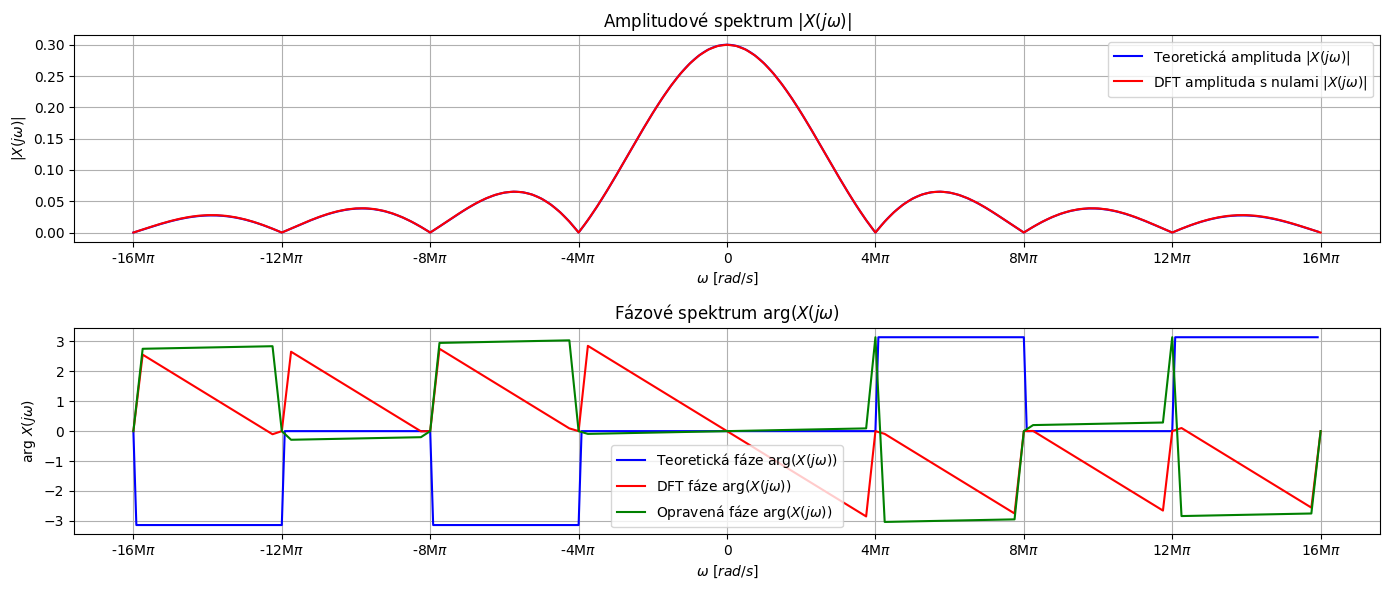 Amplitudové spektrum |X(jω)|
0.30
0.25
0.20
0.15
0.10
0.05
0.00
|X(jω)|
Teoretická amplituda |X(jω)|
DFT amplituda s nulami |X(jω)|
-16Mπ -12Mπ -8Mπ -4Mπ 0 4Mπ 8Mπ 12Mπ 16Mπ
ω [rad/s]
Fázové spektrum arg(X(jω)
3
2
1
0
−1
−2
−3
arg X(jω)
Teoretická fáze arg(X(jω))
DFT fáze arg(X(jω))
Opravená fáze arg(X(jω))
-16Mπ -12Mπ -8Mπ -4Mπ 0 4Mπ 8Mπ 12Mπ 16Mπ
ω [rad/s]